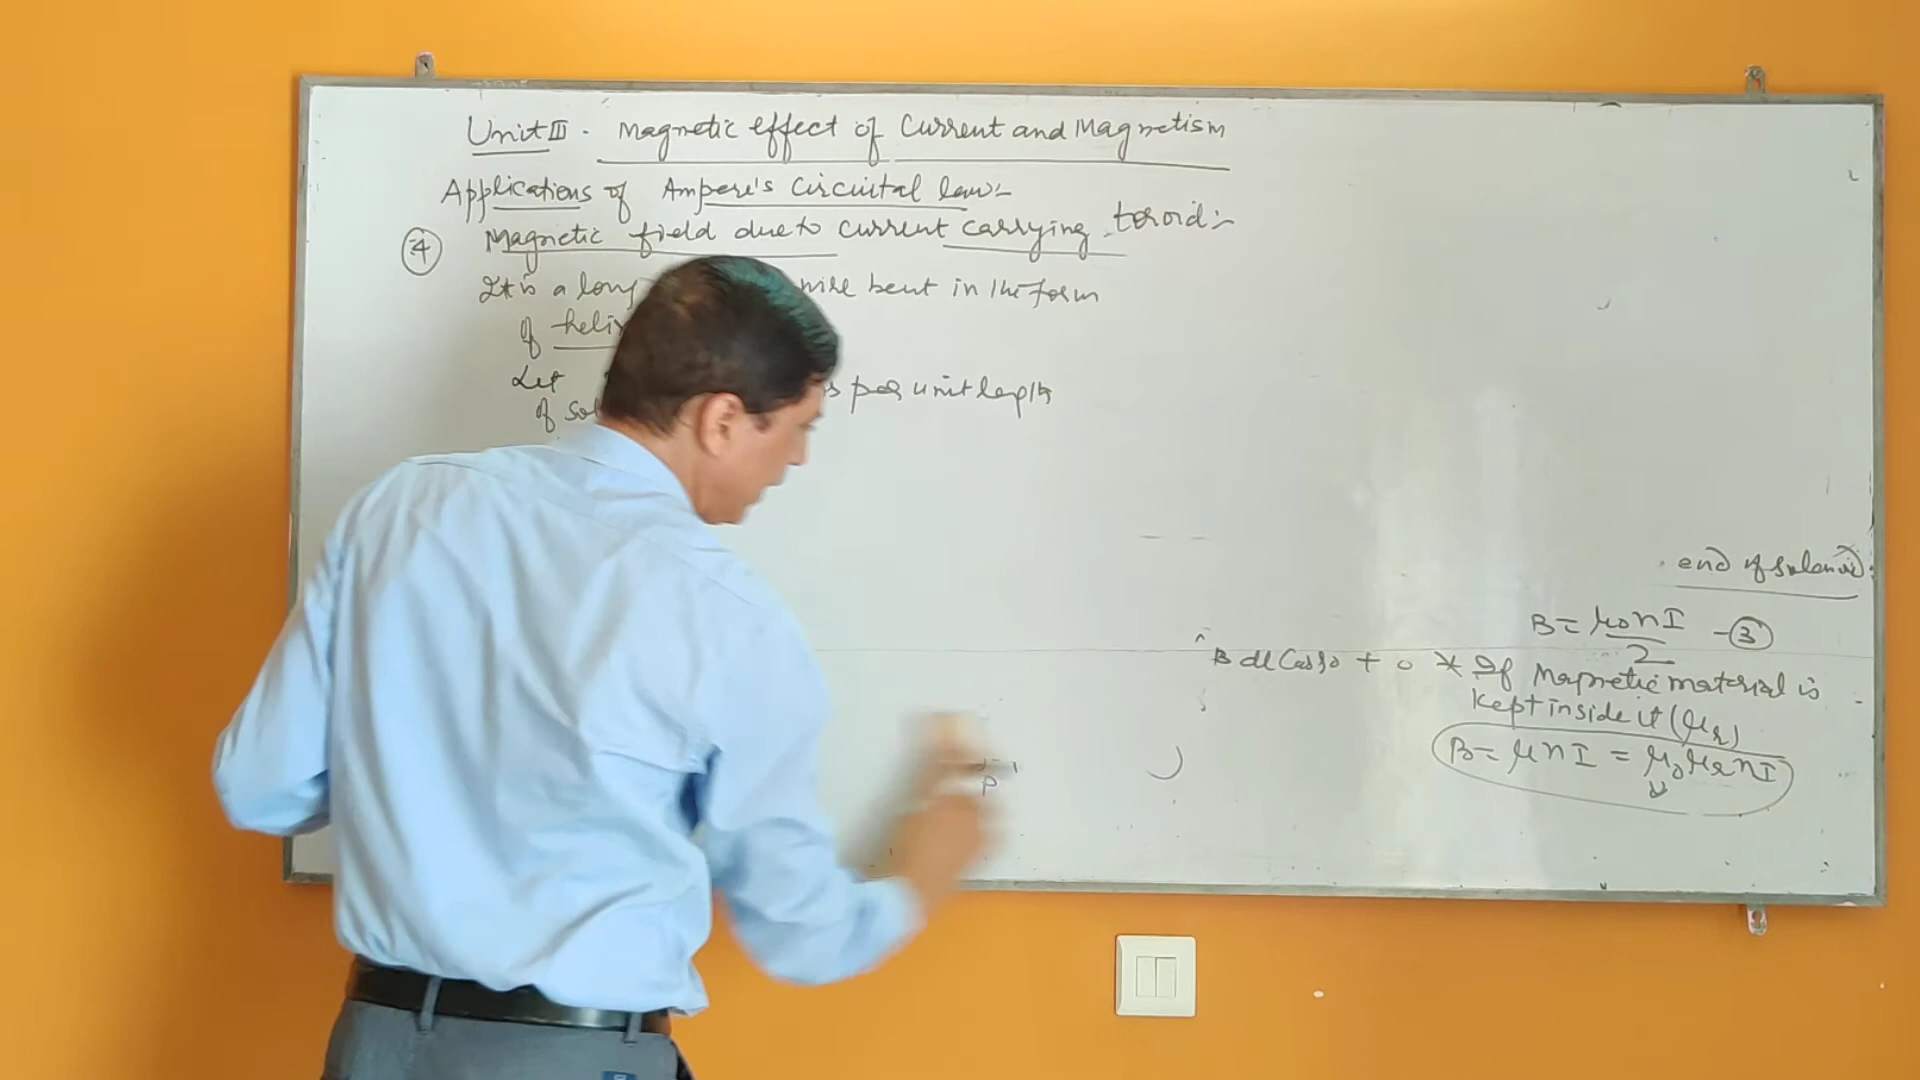 Unit III - Magnetic effect of Current and Magnetism
Applications of Ampere's Circuital law:-
④ Magnetic field due to current carrying toroid:-
It is a long wire bent in the form
of helix
Let per unit length
of
end of solenoid:
B = μ₀nI / 2 - ③
B dl Cos 0 + 0 * If Magnetic material is
kept inside it (μr)
B = μnI = μ₀μrnI